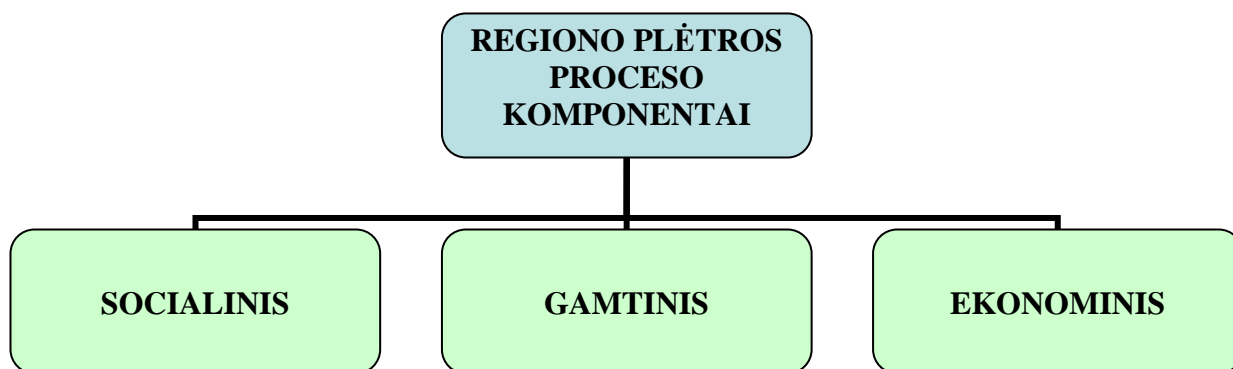 REGIONO PLĖTROS
PROCESO
KOMPONENTAI
SOCIALINIS
GAMTINIS
EKONOMINIS